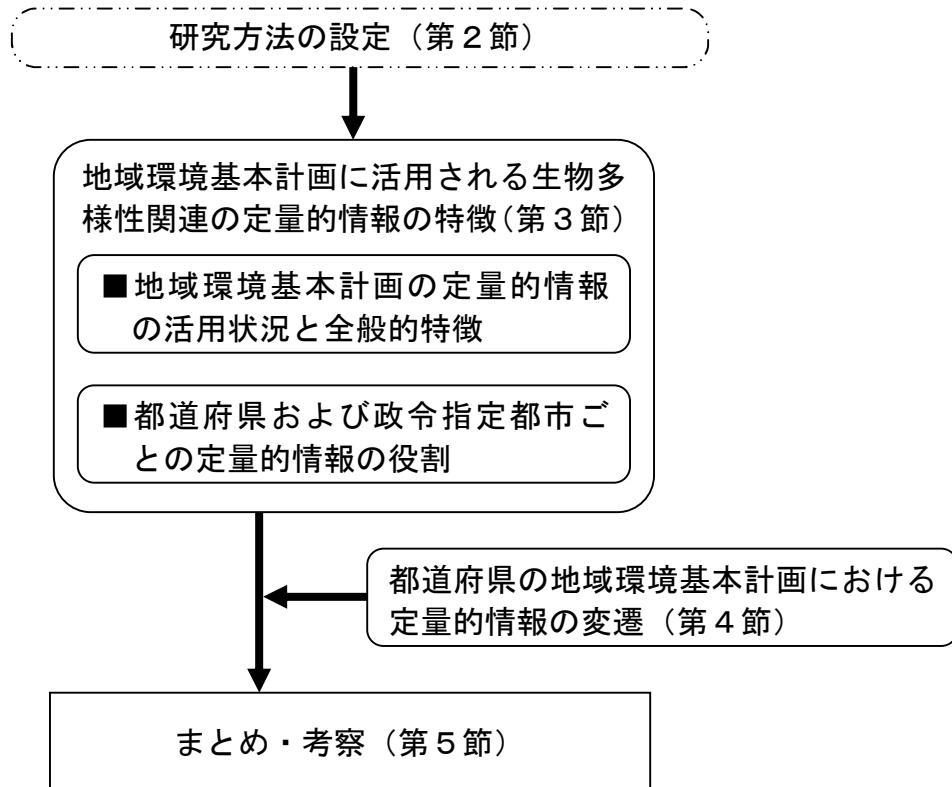 研究方法の設定（第２節）
地域環境基本計画に活用される生物多
様性関連の定量的情報の特徴（第３節）
■地域環境基本計画の定量的情報
の活用状況と全般的特徴
■都道府県および政令指定都市ご
との定量的情報の役割
都道府県の地域環境基本計画における
定量的情報の変遷（第４節）
まとめ・考察（第５節）